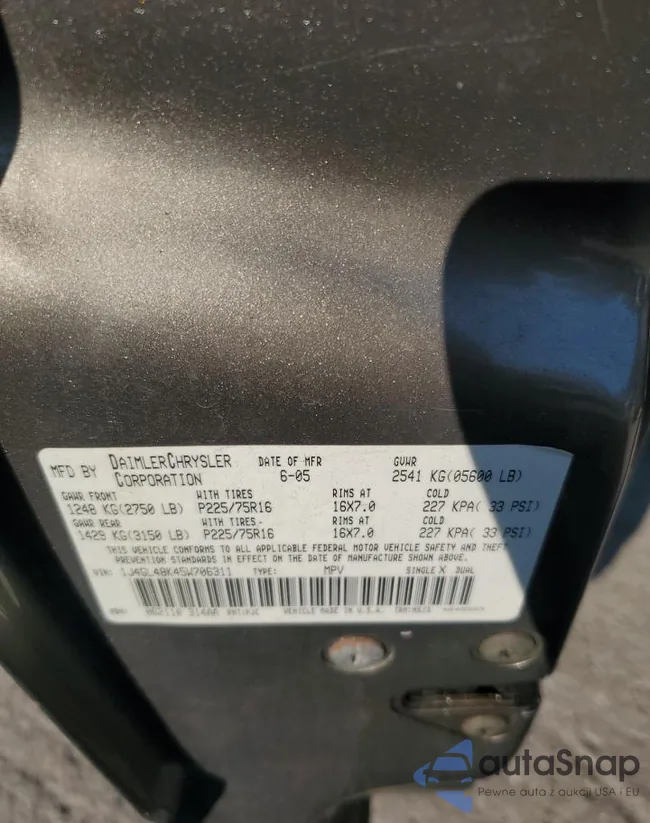 MFD BY DAIMLERCHRYSLER CORPORATION
DATE OF MFR 6-05
GVWR 2541 KG(05600 LB)
GAWR FRONT WITH TIRES RIMS AT COLD
1248 KG(2750 LB) P225/75R16 16X7.0 227 KPA( 33 PSI)
GAWR REAR WITH TIRES RIMS AT COLD
1429 KG(3150 LB) P225/75R16 16X7.0 227 KPA( 33 PSI)
THIS VEHICLE CONFORMS TO ALL APPLICABLE FEDERAL MOTOR VEHICLE SAFETY AND THEFT
PREVENTION STANDARDS IN EFFECT ON THE DATE OF MANUFACTURE SHOWN ABOVE.
VIN: 1J4GL48K45W706311 TYPE: MPV SINGLE X DUAL
VEHICLE MADE IN U.S.A.
autaSnap
Pewne auta z aukcji USA i EU